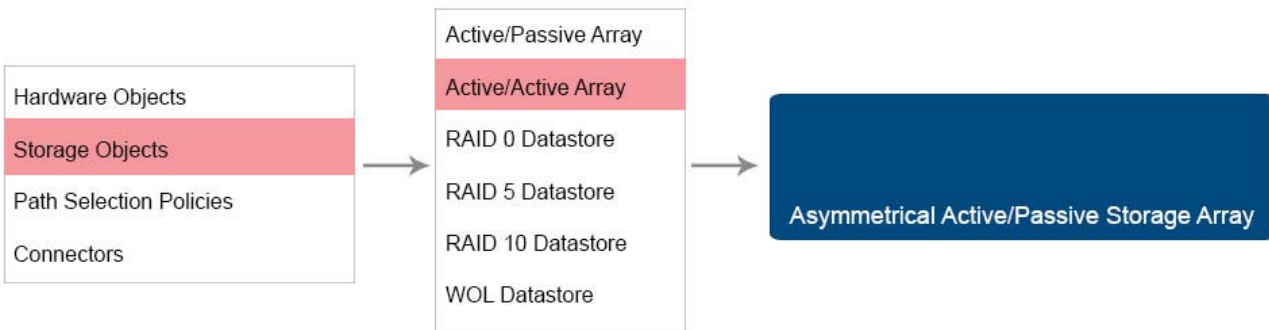 Hardware Objects
Storage Objects
Path Selection Policies
Connectors
Active/Passive Array
Active/Active Array
RAID 0 Datastore
RAID 5 Datastore
RAID 10 Datastore
WOL Datastore
Asymmetrical Active/Passive Storage Array